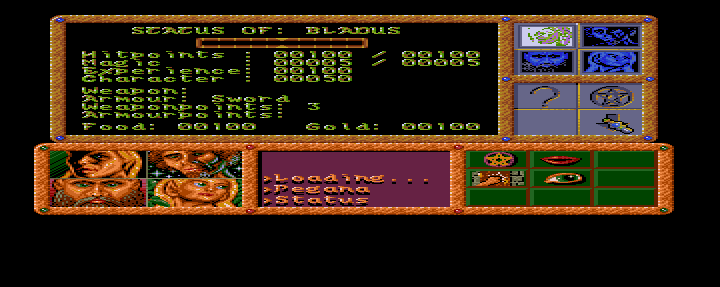 STATUS OF: BLADUS
Hitpoints : 00100 / 00100
Magic : 00005 / 00005
Experience: 00100
Character : 00050
Weapon:
Armour: Sword
Weaponpoints: 3
Armourpoints:
Food: 00100 Gold: 00100
>Loading...
>Pegana
>Status